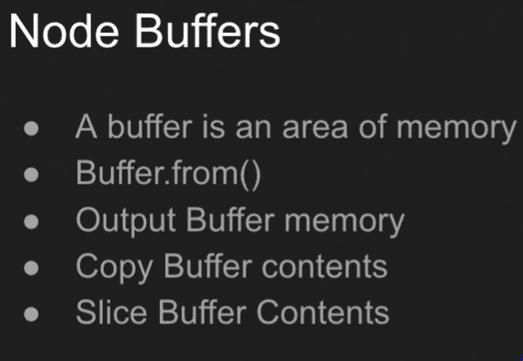 Node Buffers
● A buffer is an area of memory
● Buffer.from()
● Output Buffer memory
● Copy Buffer contents
● Slice Buffer Contents